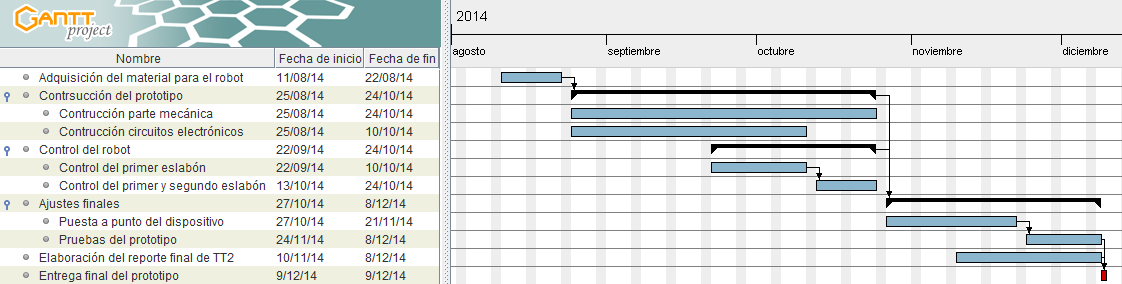 GANTT
project
2014
agosto septiembre octubre noviembre diciembre
Nombre Fecha de inicio Fecha de fin
Adquisición del material para el robot 11/08/14 22/08/14
Contrsucción del prototipo 25/08/14 24/10/14
Contrucción parte mecánica 25/08/14 24/10/14
Contrucción circuitos electrónicos 25/08/14 10/10/14
Control del robot 22/09/14 24/10/14
Control del primer eslabón 22/09/14 10/10/14
Control del primer y segundo eslabón 13/10/14 24/10/14
Ajustes finales 27/10/14 8/12/14
Puesta a punto del dispositivo 27/10/14 21/11/14
Pruebas del prototipo 24/11/14 8/12/14
Elaboración del reporte final de TT2 10/11/14 8/12/14
Entrega final del prototipo 9/12/14 9/12/14